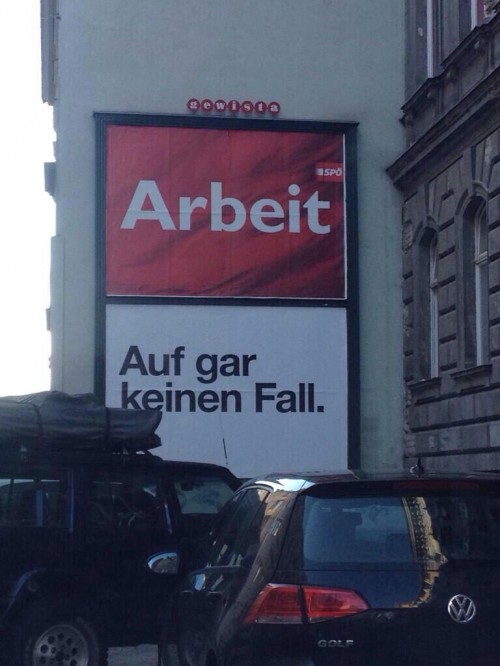 gewista
SPÖ
Arbeit
Auf gar
keinen Fall.
GOLF